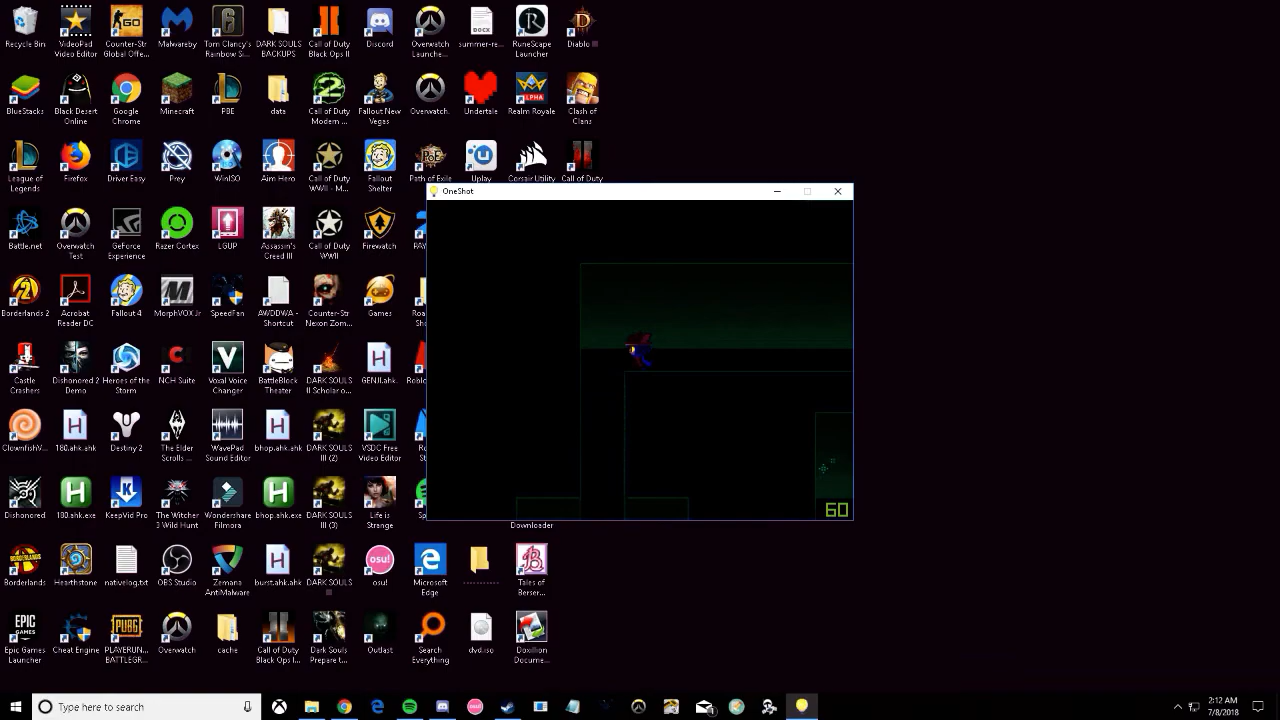 Recycle Bin
VideoPad Video Editor
Counter-Str Global Offe...
Malwareby
Tom Clancy's Rainbow Si...
DARK SOULS BACKUPS
Call of Duty Black Ops II
Discord
Overwatch Launche...
summer-re...
RuneScape Launcher
Diablo
BlueStacks
Black Desert Online
Google Chrome
Minecraft
PBE
data
Call of Duty Modern ...
Fallout New Vegas
Overwatch
Undertale
Realm Royale
Clash of Clans
League of Legends
Firefox
Driver Easy
Prey
WinISO
Aim Hero
Call of Duty WWII - M...
Fallout Shelter
Path of Exile
Uplay
Corsair Utility
Call of Duty
OneShot
Battle.net
Overwatch Test
GeForce Experience
Razer Cortex
LGUP
Assassin's Creed III
Call of Duty WWII
Firewatch
Borderlands 2
Acrobat Reader DC
Fallout 4
MorphVOX Jr
SpeedFan
AWDDWA - Shortcut
Counter-Str Nexon Zom...
Games
Castle Crashers
Dishonored 2 Demo
Heroes of the Storm
NCH Suite
Voxal Voice Changer
BattleBlock Theater
DARK SOULS II Scholar o...
GENJI.ahk
ClownfishV...
180.ahk.ahk
Destiny 2
The Elder Scrolls ...
WavePad Sound Editor
bhop.ahk.ahk
DARK SOULS III (2)
VSDC Free Video Editor
Dishonored
180.ahk.exe
KeepVid Pro
The Witcher 3 Wild Hunt
Wondershare Filmora
bhop.ahk.exe
DARK SOULS III (3)
Life is Strange
Downloader
60
Borderlands
Hearthstone
nativelog.txt
OBS Studio
Zemana AntiMalware
burst.ahk.ahk
DARK SOULS III
osu!
Microsoft Edge
Tales of Berser...
Epic Games Launcher
Cheat Engine
PLAYERUN... BATTLEGR...
Overwatch
cache
Call of Duty Black Ops I...
Dark Souls Prepare t...
Outlast
Search Everything
dvd.iso
Doxillion Docume...
Type here to search
2:12 AM
7/8/2018